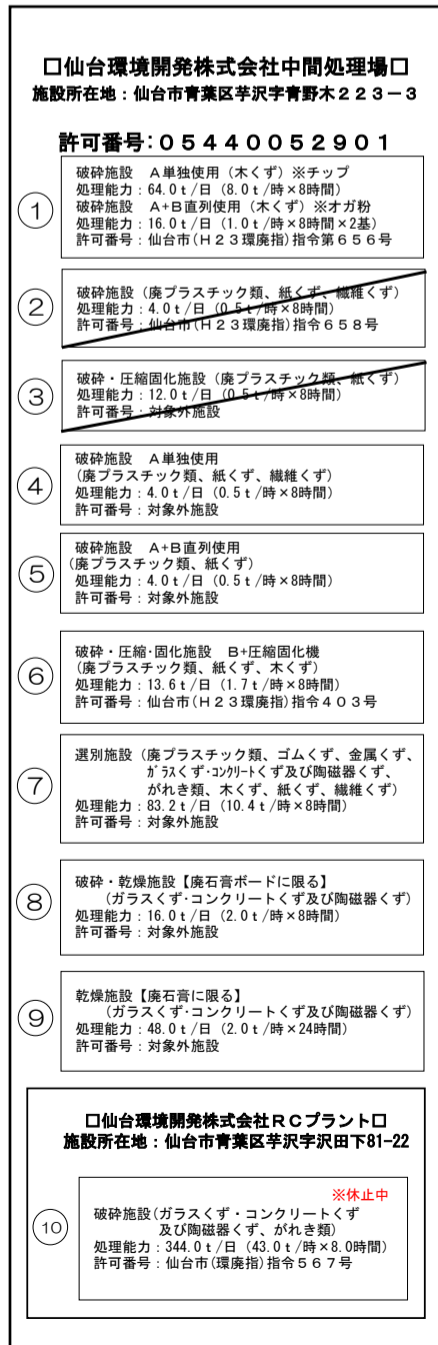 □仙台環境開発株式会社中間処理場□
施設所在地：仙台市青葉区芋沢字青野木２２３－３
許可番号:０５４４００５２９０１
①
破砕施設　A単独使用（木くず）※チップ
処理能力：64.0ｔ/日（8.0ｔ/時×8時間）
破砕施設　A+B直列使用（木くず）※オガ粉
処理能力：16.0ｔ/日（1.0ｔ/時×8時間×2基）
許可番号：仙台市(Ｈ２３環廃指)指令第６５６号
②
破砕施設（廃プラスチック類、紙くず、繊維くず）
処理能力：4.0ｔ/日（0.5ｔ/時×8時間）
許可番号：仙台市(Ｈ２３環廃指)指令６５８号
③
破砕・圧縮固化施設（廃プラスチック類、紙くず）
処理能力：12.0ｔ/日（0.5ｔ/時×8時間）
許可番号：対象外施設
④
破砕施設　A単独使用
(廃プラスチック類、紙くず、繊維くず）
処理能力：4.0ｔ/日（0.5ｔ/時×8時間）
許可番号：対象外施設
⑤
破砕施設　A+B直列使用
(廃プラスチック類、紙くず）
処理能力：4.0ｔ/日（0.5ｔ/時×8時間）
許可番号：対象外施設
⑥
破砕・圧縮・固化施設　B+圧縮固化機
(廃プラスチック類、紙くず、木くず）
処理能力：13.6ｔ/日（1.7ｔ/時×8時間）
許可番号：仙台市(Ｈ２３環廃指)指令４０３号
⑦
選別施設（廃プラスチック類、ゴムくず、金属くず、
ｶﾞﾗｽくず･ｺﾝｸﾘｰﾄくず及び陶磁器くず、
がれき類、木くず、紙くず、繊維くず）
処理能力：83.2ｔ/日（10.4ｔ/時×8時間）
許可番号：対象外施設
⑧
破砕・乾燥施設【廃石膏ボードに限る】
(ガラスくず･コンクリートくず及び陶磁器くず）
処理能力：16.0ｔ/日（2.0ｔ/時×8時間）
許可番号：対象外施設
⑨
乾燥施設【廃石膏に限る】
(ガラスくず･コンクリートくず及び陶磁器くず）
処理能力：48.0ｔ/日（2.0ｔ/時×24時間）
許可番号：対象外施設
□仙台環境開発株式会社ＲＣプラント□
施設所在地：仙台市青葉区芋沢字沢田下81-22
⑩
※休止中
破砕施設(ガラスくず・コンクリートくず
及び陶磁器くず、がれき類）
処理能力：344.0ｔ/日（43.0ｔ/時×8.0時間）
許可番号：仙台市(環廃指)指令５６７号